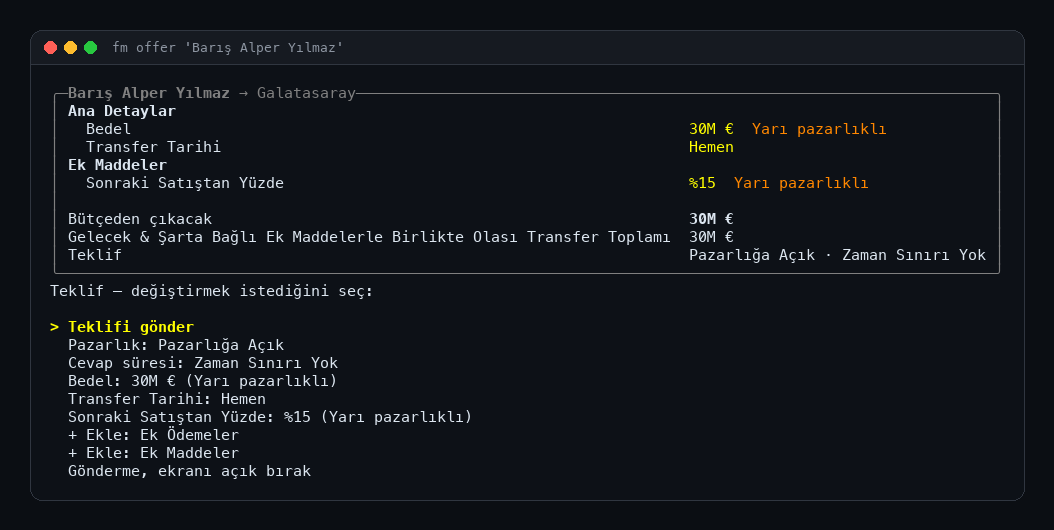 fm offer 'Barış Alper Yılmaz'
Barış Alper Yılmaz → Galatasaray
Ana Detaylar
Bedel 30M € Yarı pazarlıklı
Transfer Tarihi Hemen
Ek Maddeler
Sonraki Satıştan Yüzde %15 Yarı pazarlıklı
Bütçeden çıkacak 30M €
Gelecek & Şarta Bağlı Ek Maddelerle Birlikte Olası Transfer Toplamı 30M €
Teklif Pazarlığa Açık · Zaman Sınırı Yok
Teklif — değiştirmek istediğini seç:
> Teklifi gönder
Pazarlık: Pazarlığa Açık
Cevap süresi: Zaman Sınırı Yok
Bedel: 30M € (Yarı pazarlıklı)
Transfer Tarihi: Hemen
Sonraki Satıştan Yüzde: %15 (Yarı pazarlıklı)
+ Ekle: Ek Ödemeler
+ Ekle: Ek Maddeler
Gönderme, ekranı açık bırak